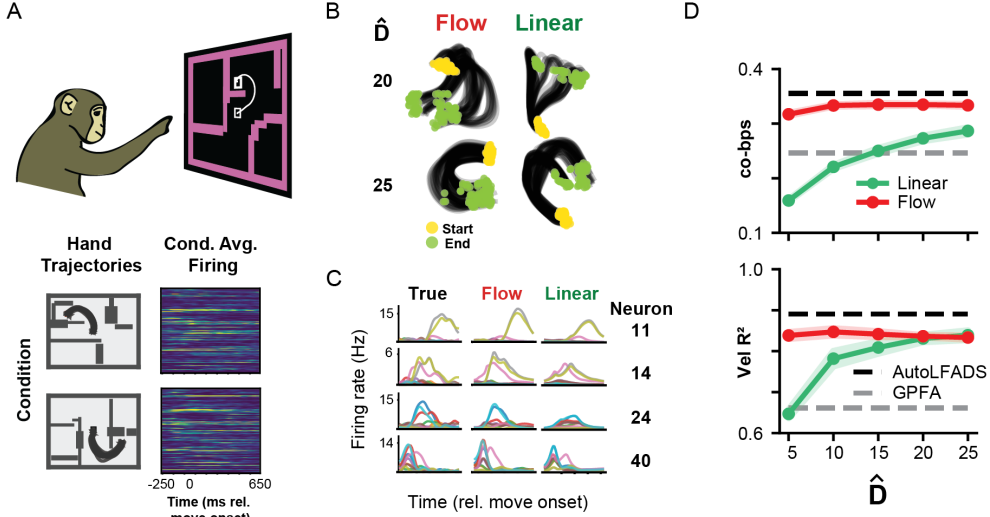 A
Hand
Trajectories
Cond. Avg.
Firing
Condition
-250 0 650
Time (ms rel.
move onset)
B
D̂
Flow
Linear
20
25
Start
End
C
True
Flow
Linear
Neuron
15
11
6
14
15
24
14
40
Firing rate (Hz)
Time (rel. move onset)
D
0.4
co-bps
Linear
Flow
0.1
1.0
Vel R²
AutoLFADS
GPFA
0.6
5 10 15 20 25
D̂